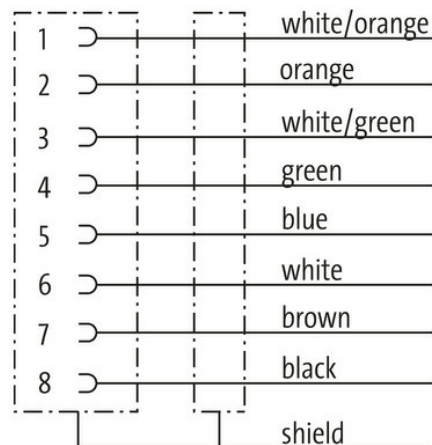 1 white/orange
2 orange
3 white/green
4 green
5 blue
6 white
7 brown
8 black
shield